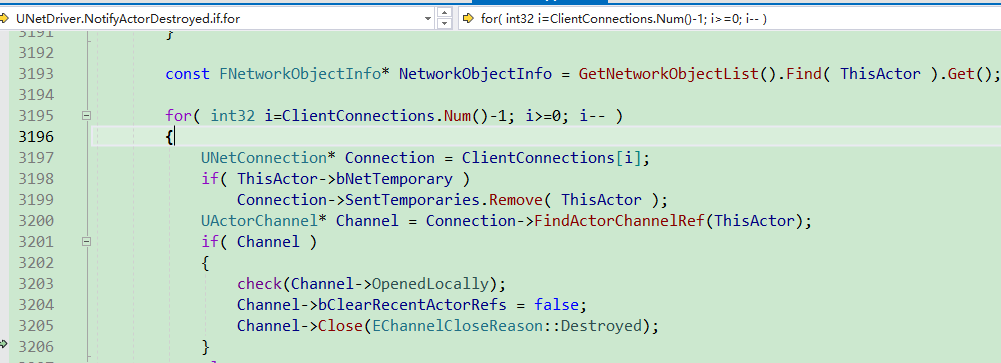 UNetDriver.NotifyActorDestroyed.if.for
for( int32 i=ClientConnections.Num()-1; i>=0; i-- )
3191 }
3192
3193 const FNetworkObjectInfo* NetworkObjectInfo = GetNetworkObjectList().Find( ThisActor ).Get();
3194
3195 for( int32 i=ClientConnections.Num()-1; i>=0; i-- )
3196 {
3197 UNetConnection* Connection = ClientConnections[i];
3198 if( ThisActor->bNetTemporary )
3199 Connection->SentTemporaries.Remove( ThisActor );
3200 UActorChannel* Channel = Connection->FindActorChannelRef(ThisActor);
3201 if( Channel )
3202 {
3203 check(Channel->OpenedLocally);
3204 Channel->bClearRecentActorRefs = false;
3205 Channel->Close(EChannelCloseReason::Destroyed);
3206 }